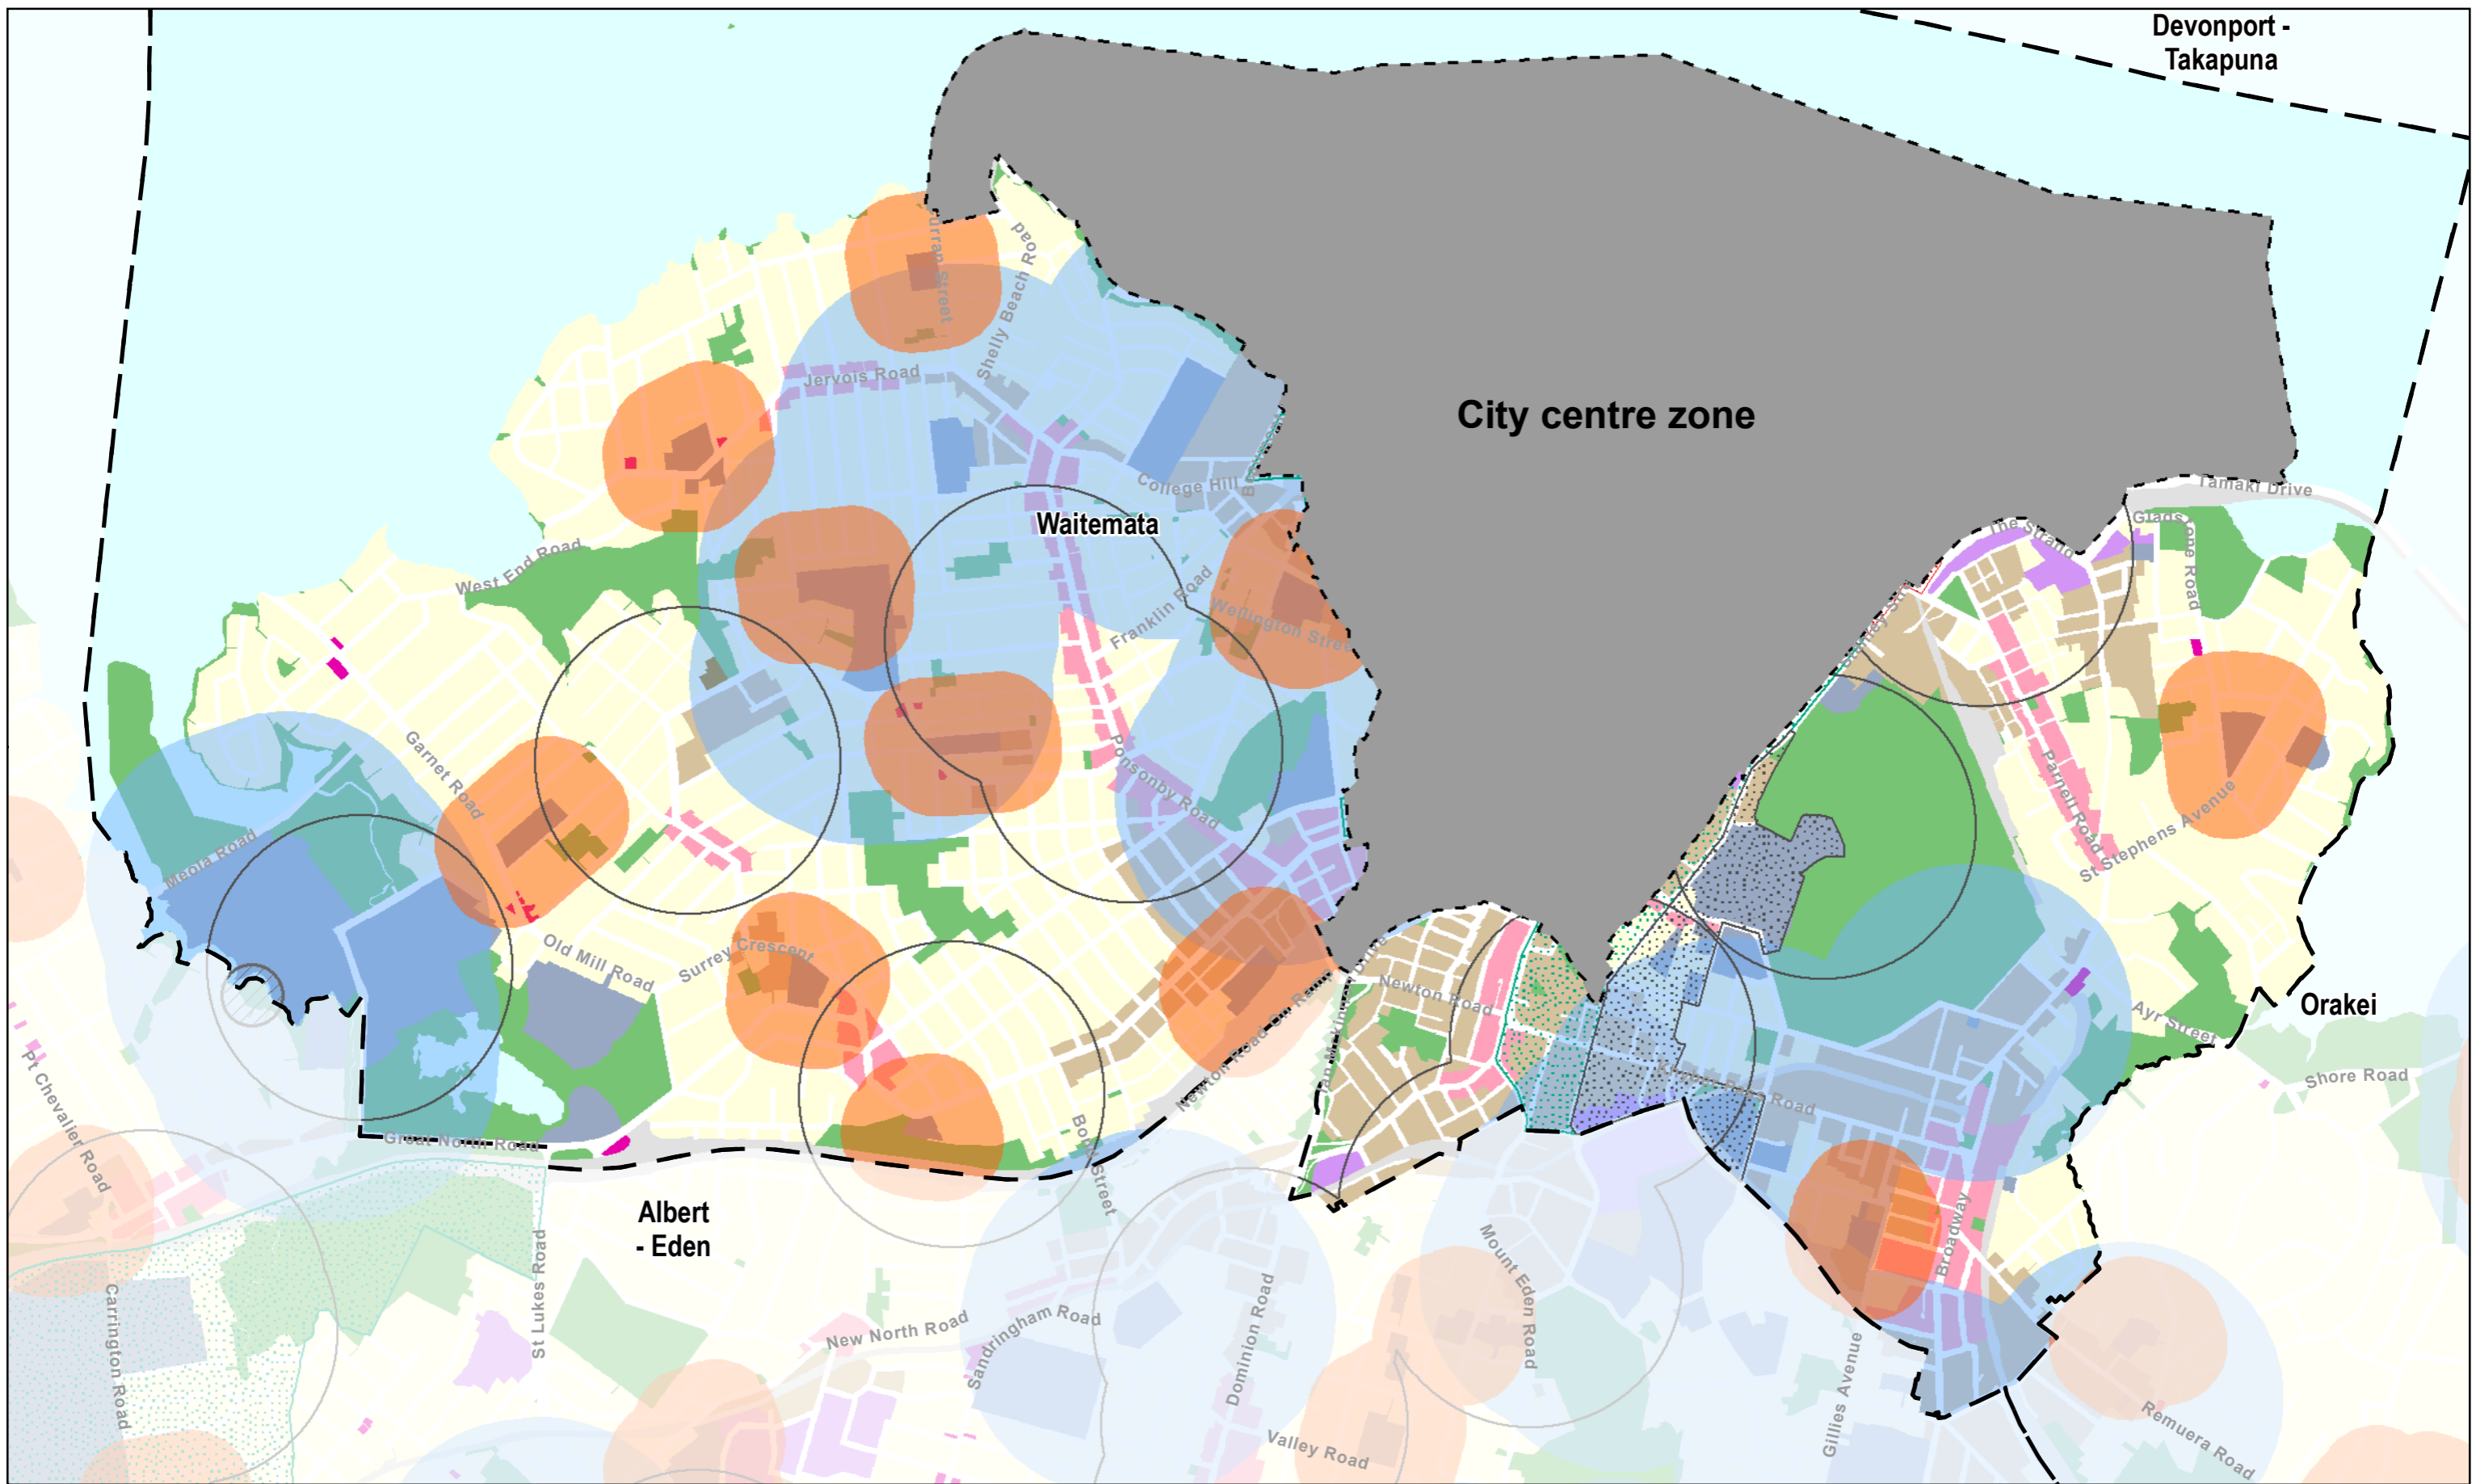 Devonport -
Takapuna
Shelly Beach Road
Jervois Road
City centre zone
College Hill
Tamaki Drive
Waitemata
The Strand
West End Road
Franklin Road
Wellington Street
Garnet Road
Ponsonby Road
Parnell Road
St Stephens Avenue
Meola Road
Old Mill Road
Surrey Crescent
Newton Road
Orakei
Ayr Street
Pt Chevalier Road
Shore Road
Great North Road
Bond Street
Khyber Pass Road
Albert
- Eden
Broadway
St Lukes Road
Carrington Road
New North Road
Sandringham Road
Dominion Road
Mount Eden Road
Gillies Avenue
Valley Road
Remuera Road